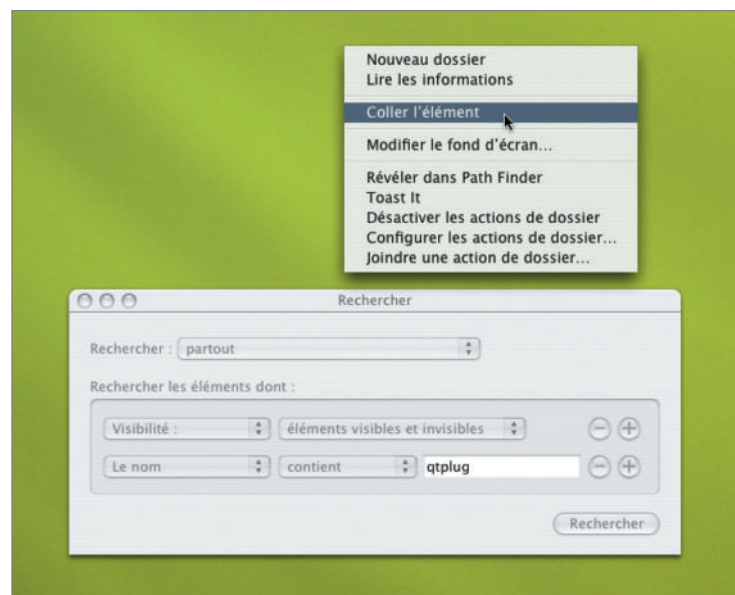 Nouveau dossier
Lire les informations
Coller l'élément
Modifier le fond d'écran...
Révéler dans Path Finder
Toast It
Désactiver les actions de dossier
Configurer les actions de dossier...
Joindre une action de dossier...
Rechercher
Rechercher : partout
Rechercher les éléments dont :
Visibilité : éléments visibles et invisibles
Le nom contient qtplug
Rechercher